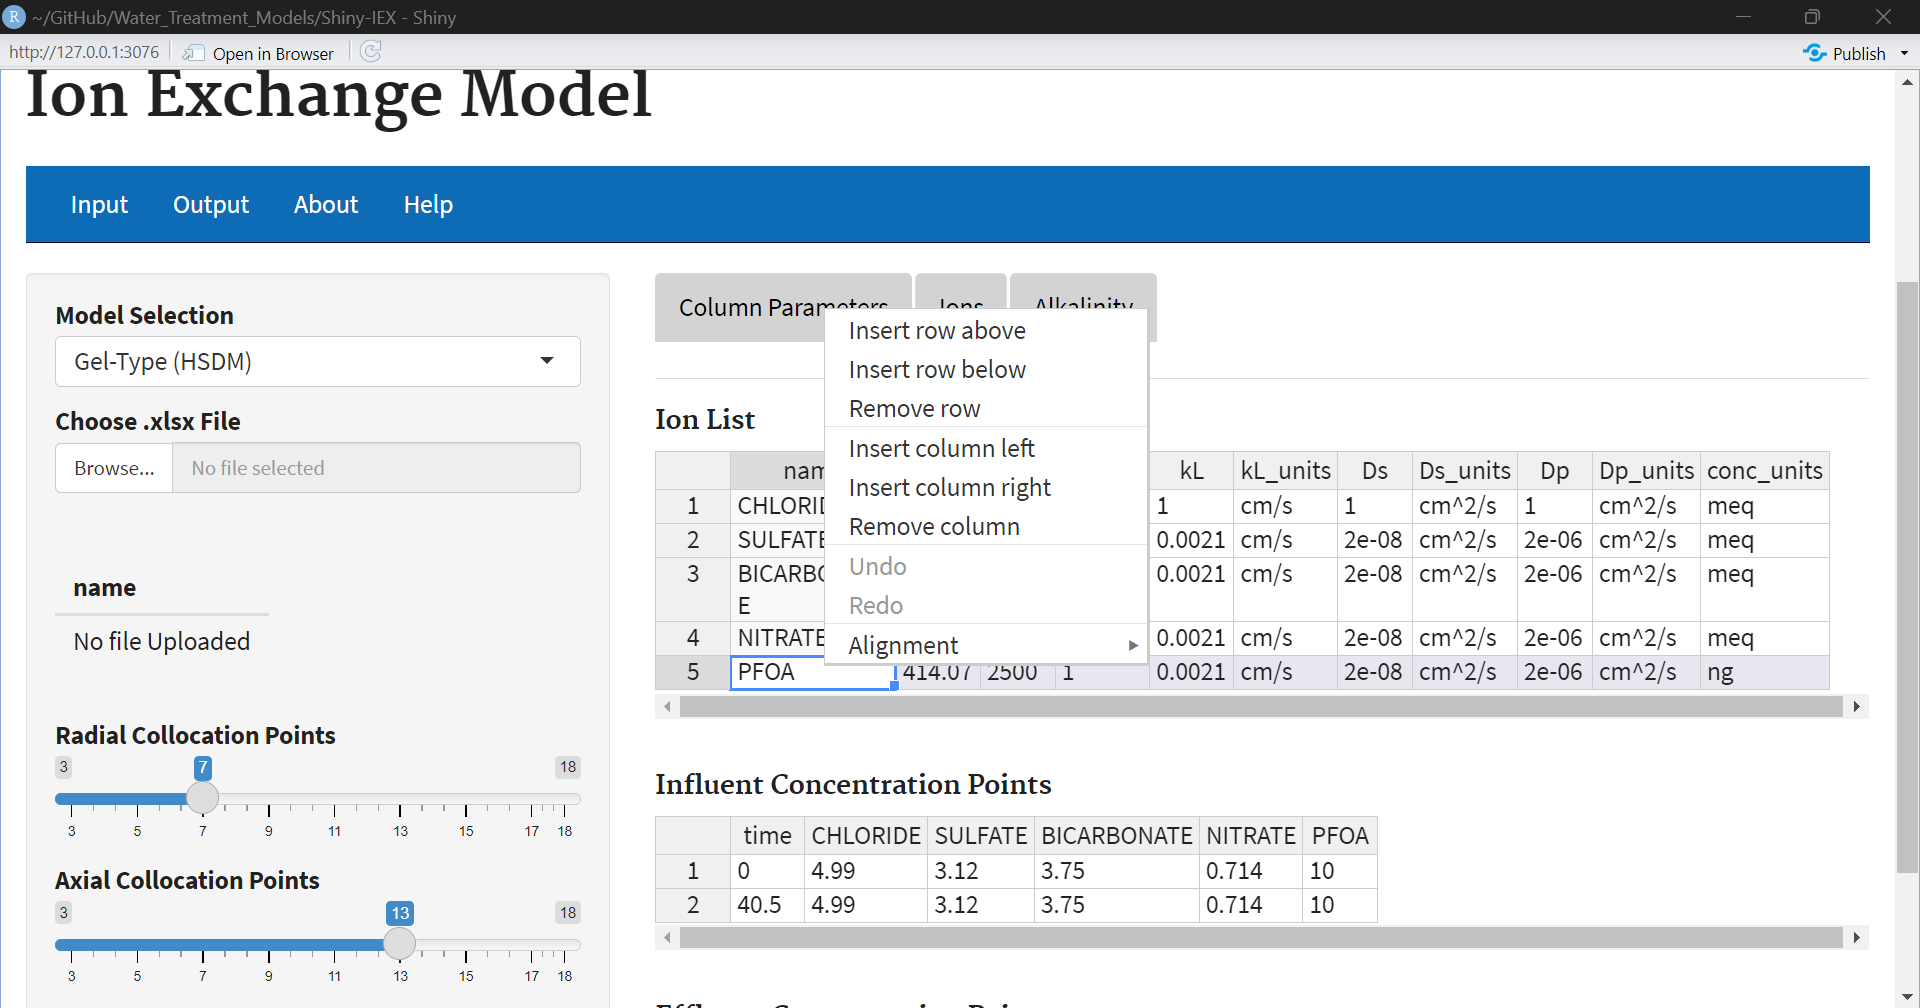 R ~/GitHub/Water_Treatment_Models/Shiny-IEX - Shiny
http://127.0.0.1:3076 Open in Browser Publish
Ion Exchange Model
Input Output About Help
Model Selection
Gel-Type (HSDM)
Choose .xlsx File
Browse... No file selected
name
No file Uploaded
Radial Collocation Points
3 7 18
3 5 7 9 11 13 15 17 18
Axial Collocation Points
3 13 18
3 5 7 9 11 13 15 17 18
Column Parameters Ions Alkalinity
Insert row above
Insert row below
Remove row
Insert column left
Insert column right
Remove column
Undo
Redo
Alignment
Ion List
kL kL_units Ds Ds_units Dp Dp_units conc_units
1 1 cm/s 1 cm^2/s 1 cm^2/s meq
2 0.0021 cm/s 2e-08 cm^2/s 2e-06 cm^2/s meq
3 0.0021 cm/s 2e-08 cm^2/s 2e-06 cm^2/s meq
E
4 NITRATE 0.0021 cm/s 2e-08 cm^2/s 2e-06 cm^2/s meq
5 PFOA 414.07 2500 1 0.0021 cm/s 2e-08 cm^2/s 2e-06 cm^2/s ng
Influent Concentration Points
time CHLORIDE SULFATE BICARBONATE NITRATE PFOA
1 0 4.99 3.12 3.75 0.714 10
2 40.5 4.99 3.12 3.75 0.714 10